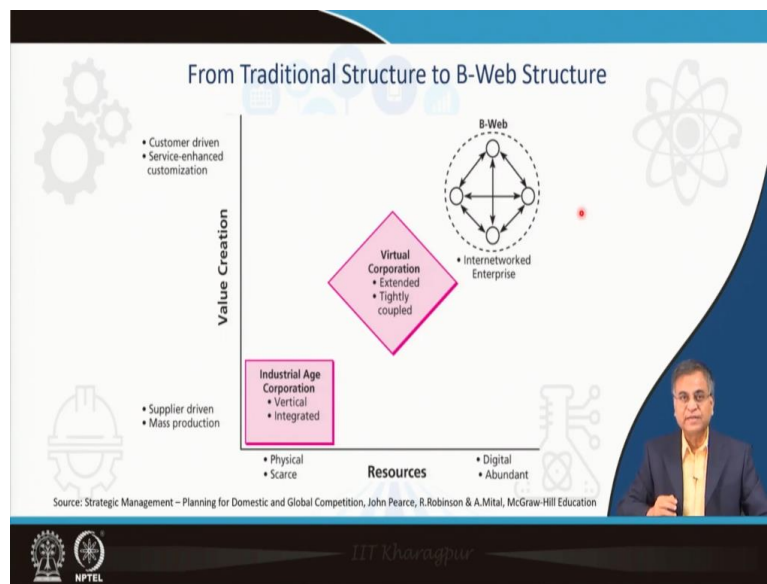 From Traditional Structure to B-Web Structure
• Customer driven
• Service-enhanced
customization
B-Web
Value Creation
• Internetworked
Enterprise
Virtual
Corporation
• Extended
• Tightly
coupled
Industrial Age
Corporation
• Vertical
• Integrated
• Supplier driven
• Mass production
• Physical
• Scarce
Resources
• Digital
• Abundant
Source: Strategic Management – Planning for Domestic and Global Competition, John Pearce, R.Robinson & A.Mital, McGraw-Hill Education
IIT Kharagpur
NPTEL